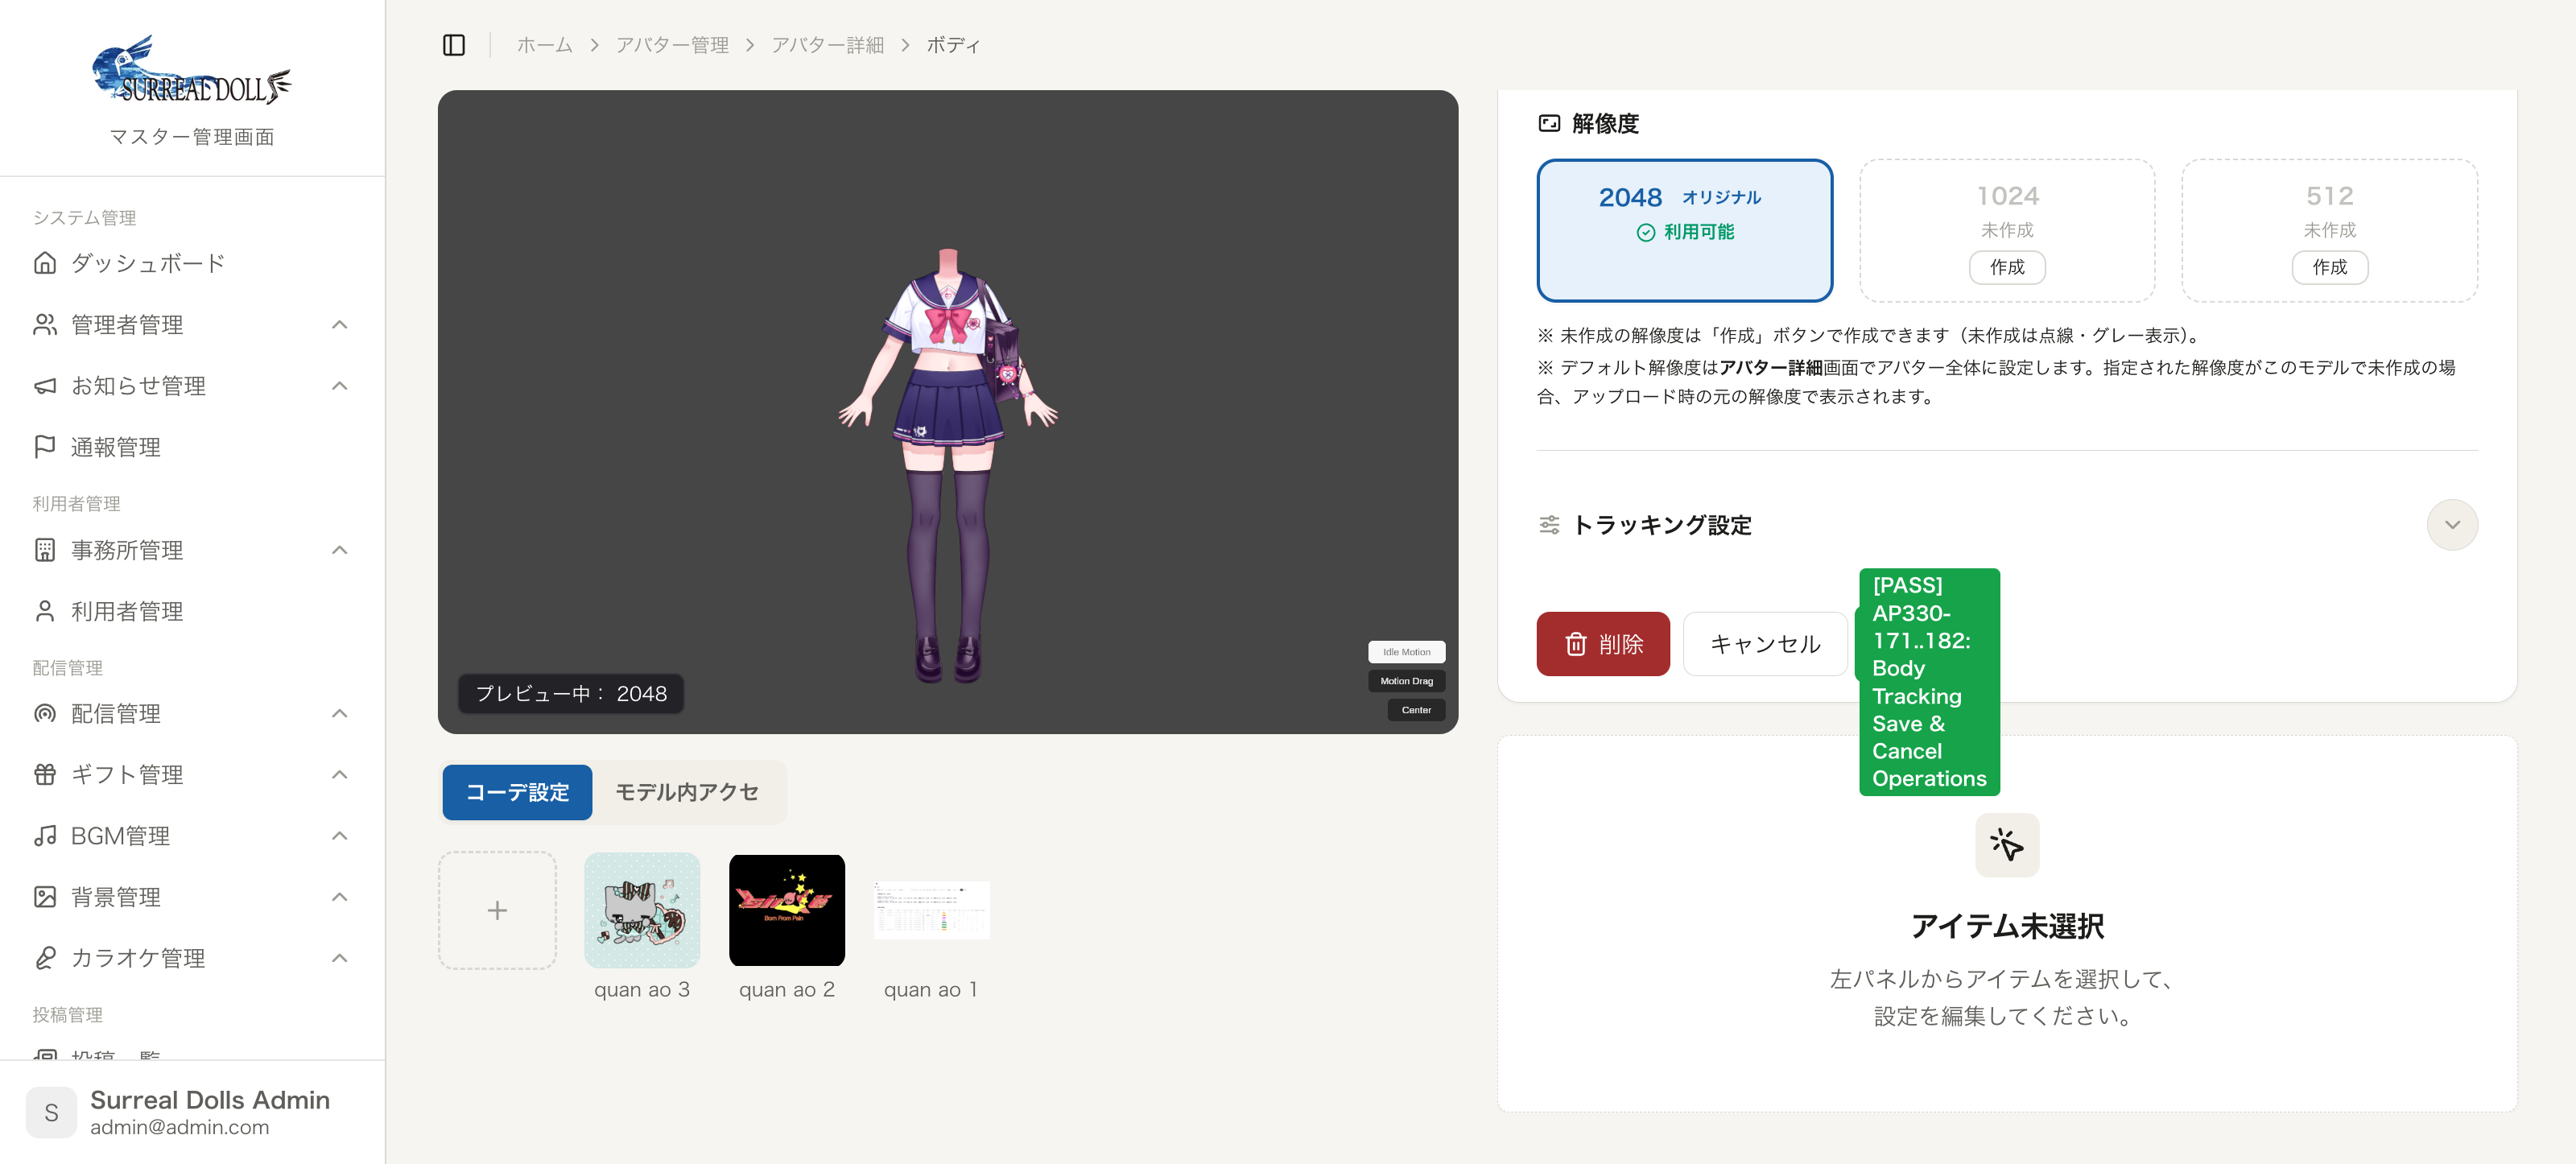 SURREAL DOLL
マスター管理画面
システム管理
ダッシュボード
管理者管理
お知らせ管理
通報管理
利用者管理
事務所管理
利用者管理
配信管理
配信管理
ギフト管理
BGM管理
背景管理
カラオケ管理
投稿管理
投稿一覧
S
Surreal Dolls Admin
admin@admin.com
ホーム > アバター管理 > アバター詳細 > ボディ
プレビュー中： 2048
Idle Motion
Motion Drag
Center
コーデ設定
モデル内アクセ
+
Born From Pain
quan ao 3
quan ao 2
quan ao 1
解像度
2048 オリジナル
利用可能
1024
未作成
作成
512
未作成
作成
※ 未作成の解像度は「作成」ボタンで作成できます（未作成は点線・グレー表示）。
※ デフォルト解像度はアバター詳細画面でアバター全体に設定します。指定された解像度がこのモデルで未作成の場
合、アップロード時の元の解像度で表示されます。
トラッキング設定
削除
キャンセル
[PASS]
AP330-
171..182:
Body
Tracking
Save &
Cancel
Operations
アイテム未選択
左パネルからアイテムを選択して、
設定を編集してください。